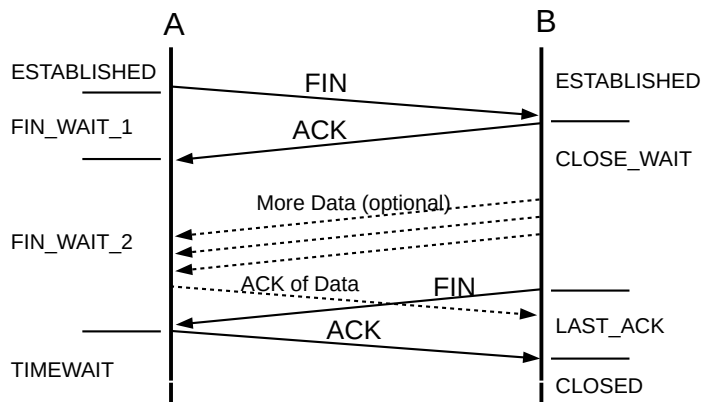 A
B
ESTABLISHED
FIN
ESTABLISHED
FIN_WAIT_1
ACK
CLOSE_WAIT
More Data (optional)
FIN_WAIT_2
ACK of Data
FIN
ACK
LAST_ACK
TIMEWAIT
CLOSED